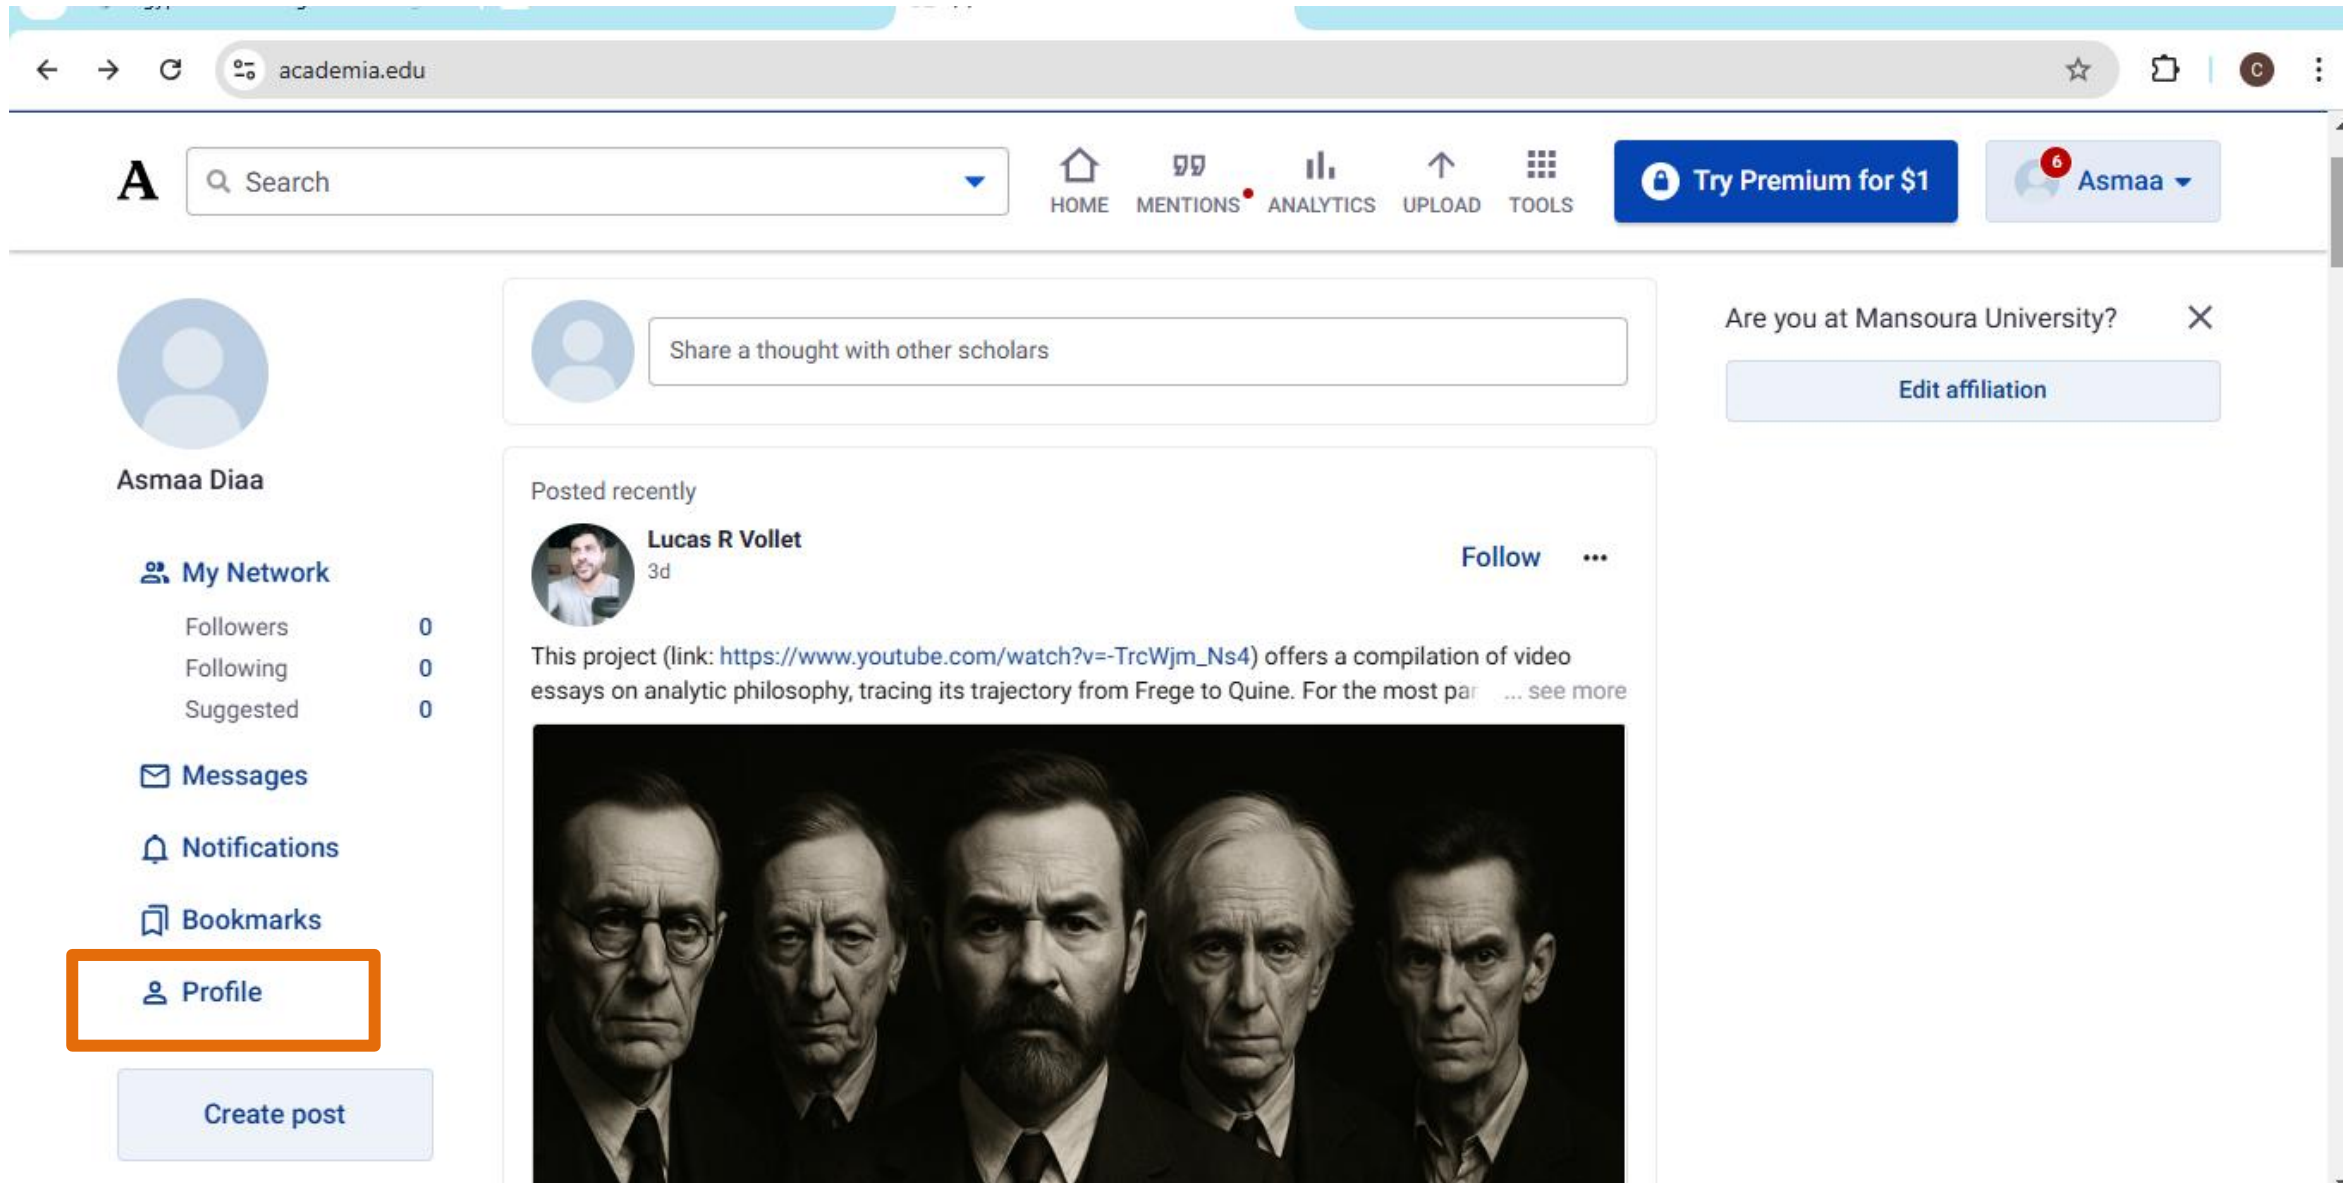 academia.edu
C
A
Search
HOME
MENTIONS
ANALYTICS
UPLOAD
TOOLS
Try Premium for $1
6
Asmaa
Asmaa Diaa
My Network
Followers 0
Following 0
Suggested 0
Messages
Notifications
Bookmarks
Profile
Create post
Share a thought with other scholars
Posted recently
Lucas R Vollet
3d
Follow
This project (link: https://www.youtube.com/watch?v=-TrcWjm_Ns4) offers a compilation of video
essays on analytic philosophy, tracing its trajectory from Frege to Quine. For the most par ... see more
Are you at Mansoura University?
Edit affiliation